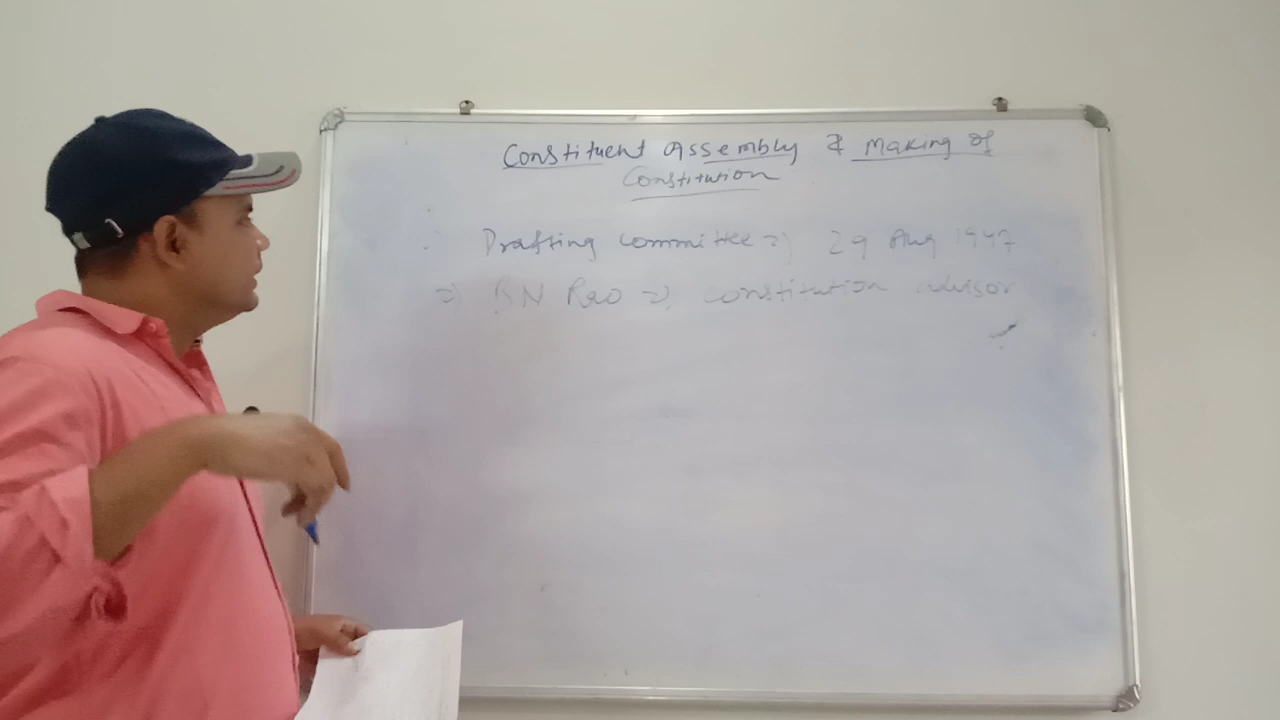 Constituent Assembly & Making of
Constitution
Drafting Committee => 29 Aug 1947
=> BN Rao => Constitution advisor